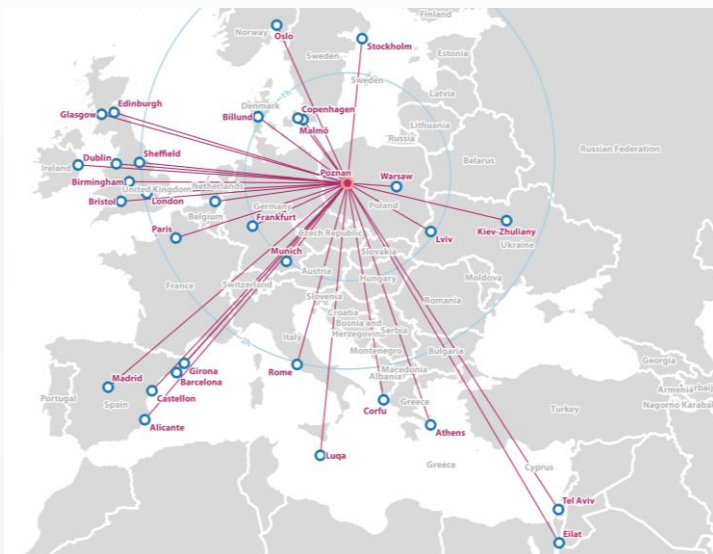 Finland
Norway
Oslo
Stockholm
Sweden
Estonia
Sweden
Latvia
1h
Denmark
Edinburgh
Glasgow
Billund
Copenhagen
Malmö
Lithuania
Russia
Russian Federation
Dublin
Sheffield
Ireland
Belarus
Poznan
Warsaw
Birmingham
United Kingdom
Netherlands
Bristol
London
Germany
Poland
Belgium
Frankfurt
Paris
Czech Republic
Lviv
Kiev-Zhuliany
Ukraine
Munich
Slovakia
Austria
Hungary
Moldova
France
Switzerland
Slovenia
Romania
Croatia
Bosnia and
Herzegovina
Serbia
Italy
2h
Montenegro
Bulgaria
Georgia
Girona
Rome
Macedonia
Albania
Madrid
Barcelona
Portugal
Spain
Castellon
Corfu
Greece
Turkey
Nagorno Karabal
Alicante
Athens
Luqa
Greece
Cyprus
Tel Aviv
Eilat